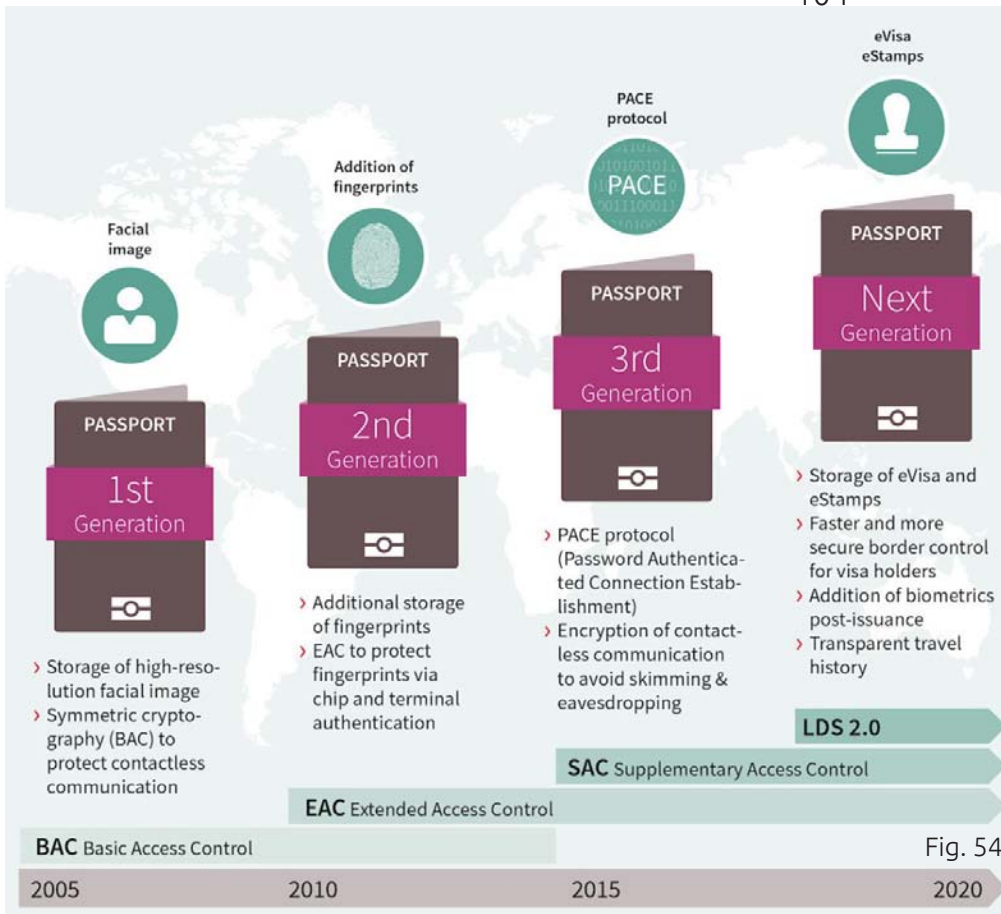 Facial
image
PASSPORT
1st
Generation
› Storage of high-reso-
lution facial image
› Symmetric crypto-
graphy (BAC) to
protect contactless
communication
Addition of
fingerprints
PASSPORT
2nd
Generation
› Additional storage
of fingerprints
› EAC to protect
fingerprints via
chip and terminal
authentication
PACE
protocol
PACE
PASSPORT
3rd
Generation
› PACE protocol
(Password Authentica-
ted Connection Estab-
lishment)
› Encryption of contact-
less communication
to avoid skimming &
eavesdropping
eVisa
eStamps
PASSPORT
Next
Generation
› Storage of eVisa and
eStamps
› Faster and more
secure border control
for visa holders
› Addition of biometrics
post-issuance
› Transparent travel
history
LDS 2.0
SAC Supplementary Access Control
EAC Extended Access Control
BAC Basic Access Control
Fig. 54
2005 2010 2015 2020